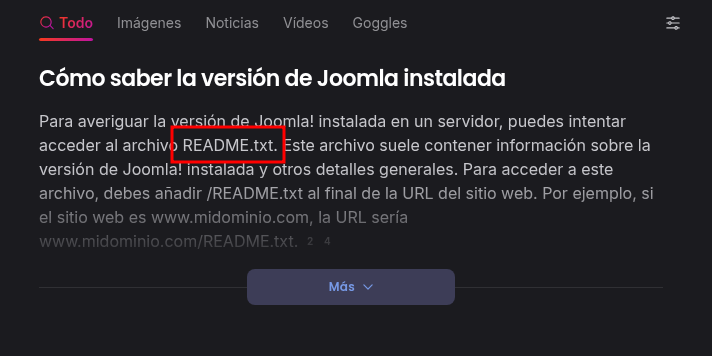 Todo Imágenes Noticias Vídeos Goggles
Cómo saber la versión de Joomla instalada
Para averiguar la versión de Joomla! instalada en un servidor, puedes intentar
acceder al archivo README.txt. Este archivo suele contener información sobre la
versión de Joomla! instalada y otros detalles generales. Para acceder a este
archivo, debes añadir /README.txt al final de la URL del sitio web. Por ejemplo, si
el sitio web es www.midominio.com, la URL sería
www.midominio.com/README.txt. 2 4
Más